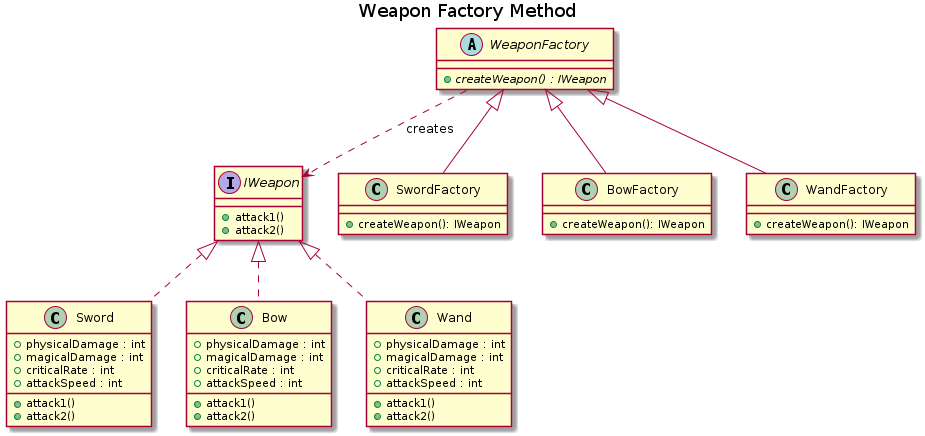 Weapon Factory Method
A WeaponFactory
createWeapon() : IWeapon
creates
I IWeapon
attack1()
attack2()
C SwordFactory
createWeapon(): IWeapon
C BowFactory
createWeapon(): IWeapon
C WandFactory
createWeapon(): IWeapon
C Sword
physicalDamage : int
magicalDamage : int
criticalRate : int
attackSpeed : int
attack1()
attack2()
C Bow
physicalDamage : int
magicalDamage : int
criticalRate : int
attackSpeed : int
attack1()
attack2()
C Wand
physicalDamage : int
magicalDamage : int
criticalRate : int
attackSpeed : int
attack1()
attack2()